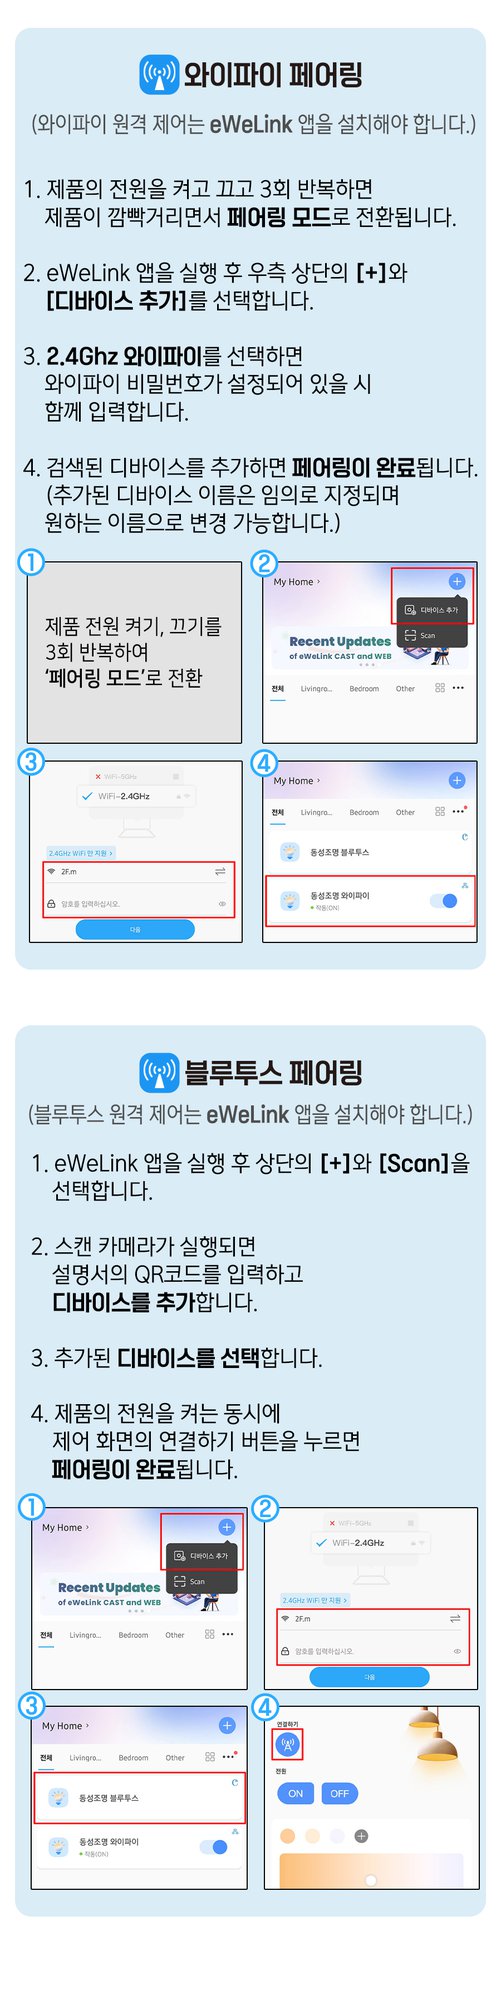 와이파이 페어링
(와이파이 원격 제어는 eWeLink 앱을 설치해야 합니다.)
1. 제품의 전원을 켜고 끄고 3회 반복하면
제품이 깜빡거리면서 페어링 모드로 전환됩니다.
2. eWeLink 앱을 실행 후 우측 상단의 [+]와
[디바이스 추가]를 선택합니다.
3. 2.4Ghz 와이파이를 선택하면
와이파이 비밀번호가 설정되어 있을 시
함께 입력합니다.
4. 검색된 디바이스를 추가하면 페어링이 완료됩니다.
(추가된 디바이스 이름은 임의로 지정되며
원하는 이름으로 변경 가능합니다.)
①
제품 전원 켜기, 끄기를
3회 반복하여
'페어링 모드'로 전환
②
My Home >
디바이스 추가
Scan
Recent Updates
of eWeLink CAST and WEB
전체 Livingro... Bedroom Other
③
WiFi-5GHz
WiFi-2.4GHz
2.4GHz WiFi 만 지원 >
2F.m
암호를 입력하십시오.
다음
④
My Home >
전체 Livingro... Bedroom Other
동성조명 블루투스
동성조명 와이파이
작동(ON)
블루투스 페어링
(블루투스 원격 제어는 eWeLink 앱을 설치해야 합니다.)
1. eWeLink 앱을 실행 후 상단의 [+]와 [Scan]을
선택합니다.
2. 스캔 카메라가 실행되면
설명서의 QR코드를 입력하고
디바이스를 추가합니다.
3. 추가된 디바이스를 선택합니다.
4. 제품의 전원을 켜는 동시에
제어 화면의 연결하기 버튼을 누르면
페어링이 완료됩니다.
①
My Home >
디바이스 추가
Scan
Recent Updates
of eWeLink CAST and WEB
전체 Livingro... Bedroom Other
②
WiFi-5GHz
WiFi-2.4GHz
2.4GHz WiFi 만 지원 >
2F.m
암호를 입력하십시오.
다음
③
My Home >
전체 Livingro... Bedroom Other
동성조명 블루투스
동성조명 와이파이
작동(ON)
④
연결하기
전원
ON OFF